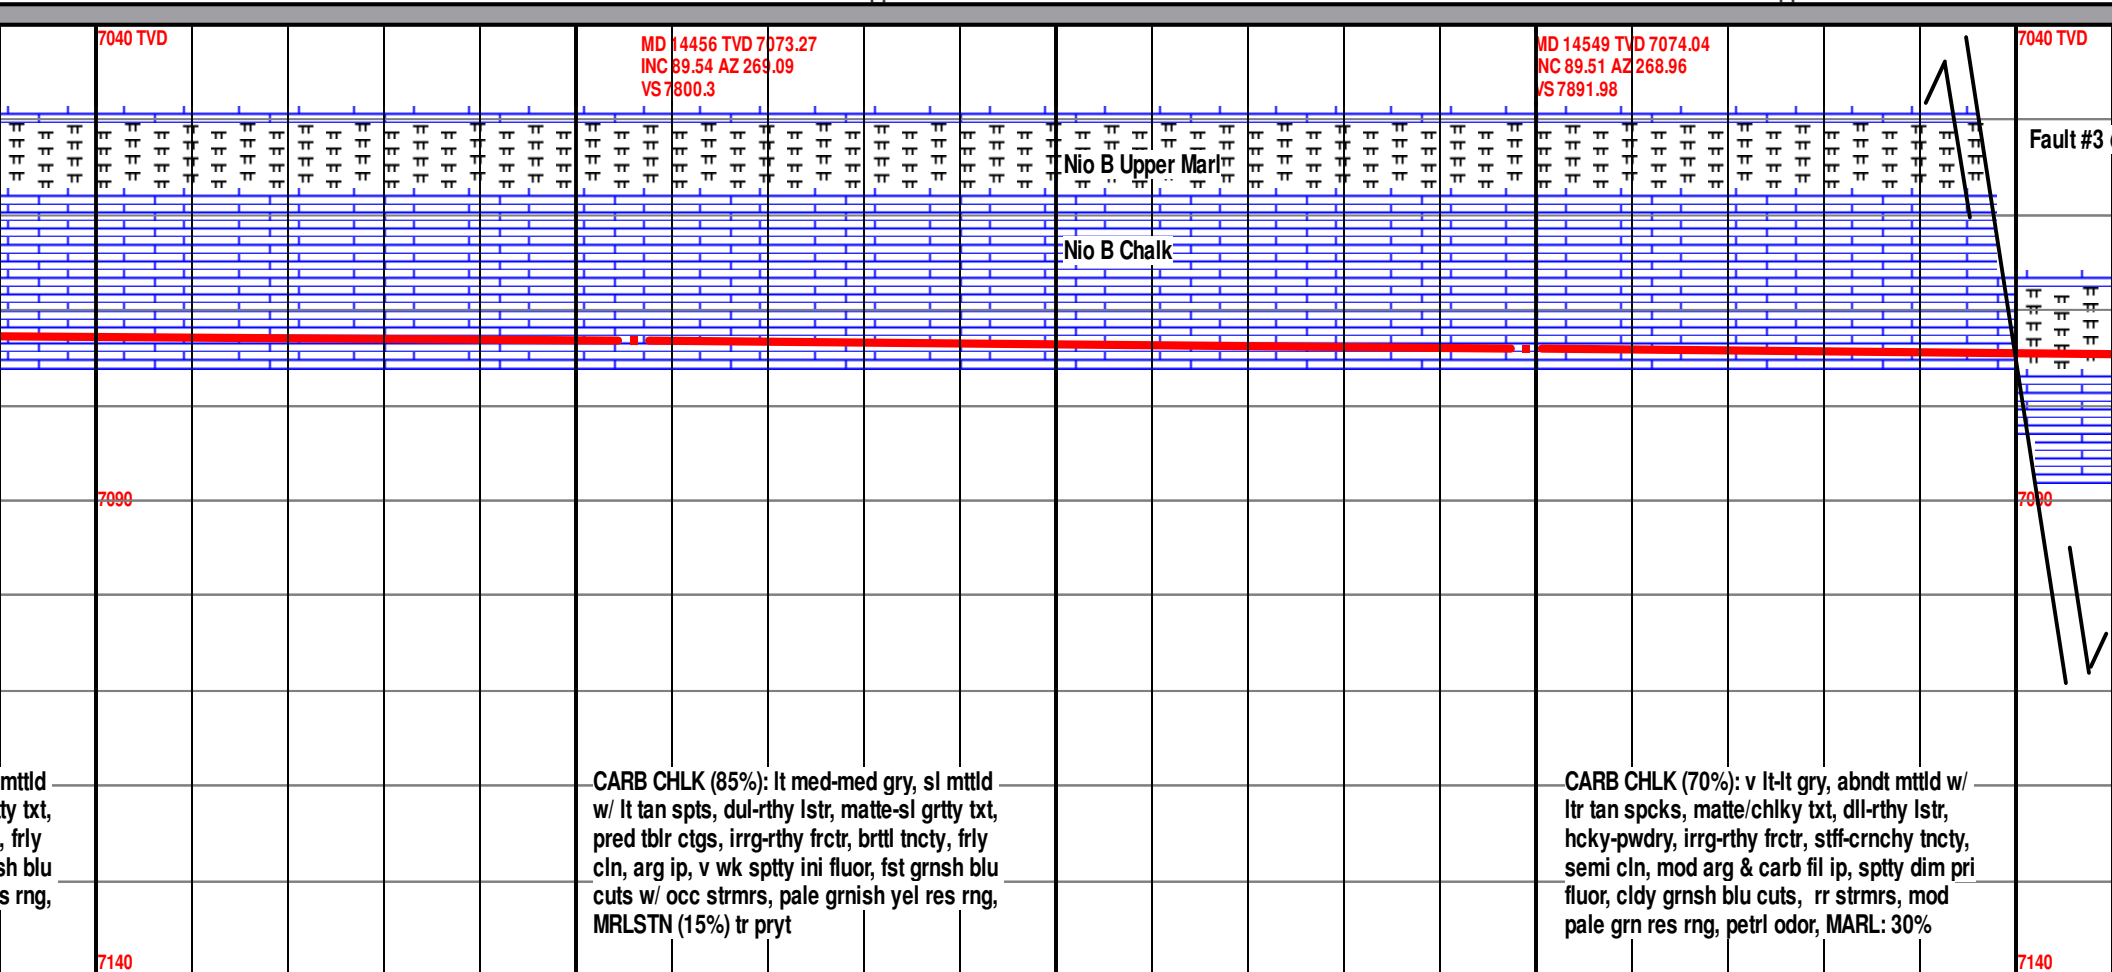 7040 TVD
MD 14456 TVD 7073.27
INC 89.54 AZ 269.09
VS 7800.3
MD 14549 TVD 7074.04
INC 89.51 AZ 268.96
VS 7891.98
7040 TVD
Fault #3
Nio B Upper Marl
Nio B Chalk
7090
7090
mttld
ty txt,
, frly
sh blu
s rng,
CARB CHLK (85%): lt med-med gry, sl mttld
w/ lt tan spts, dul-rthy lstr, matte-sl grtty txt,
pred tblr ctgs, irrg-rthy frctr, brttl tncty, frly
cln, arg ip, v wk sptty ini fluor, fst grnsh blu
cuts w/ occ strmrs, pale grnish yel res rng,
MRLSTN (15%) tr pryt
CARB CHLK (70%): v lt-lt gry, abndt mttld w/
ltr tan spcks, matte/chlky txt, dll-rthy lstr,
hcky-pwdry, irrg-rthy frctr, stff-crnchy tncty,
semi cln, mod arg & carb fil ip, sptty dim pri
fluor, cldy grnsh blu cuts, rr strmrs, mod
pale grn res rng, petrl odor, MARL: 30%
7140
7140